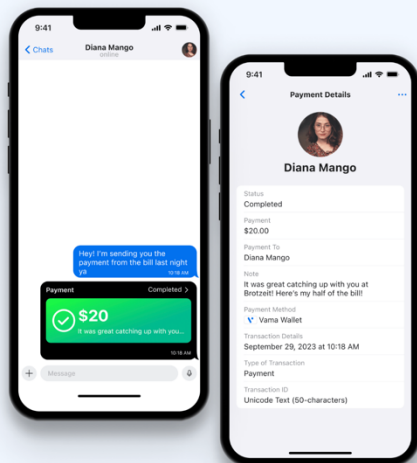 9:41
Chats
Diana Mango
online
Hey! I'm sending you the
payment from the bill last night
ya
10:18 AM
Payment
Completed
$20
It was great catching up with you...
10:18 AM
Message
9:41
Payment Details
Diana Mango
Status
Completed
Payment
$20.00
Payment To
Diana Mango
Note
It was great catching up with you at
Brotzeit! Here's my half of the bill!
Payment Method
Vama Wallet
Transaction Details
September 29, 2023 at 10:18 AM
Type of Transaction
Payment
Transaction ID
Unicode Text (50-characters)